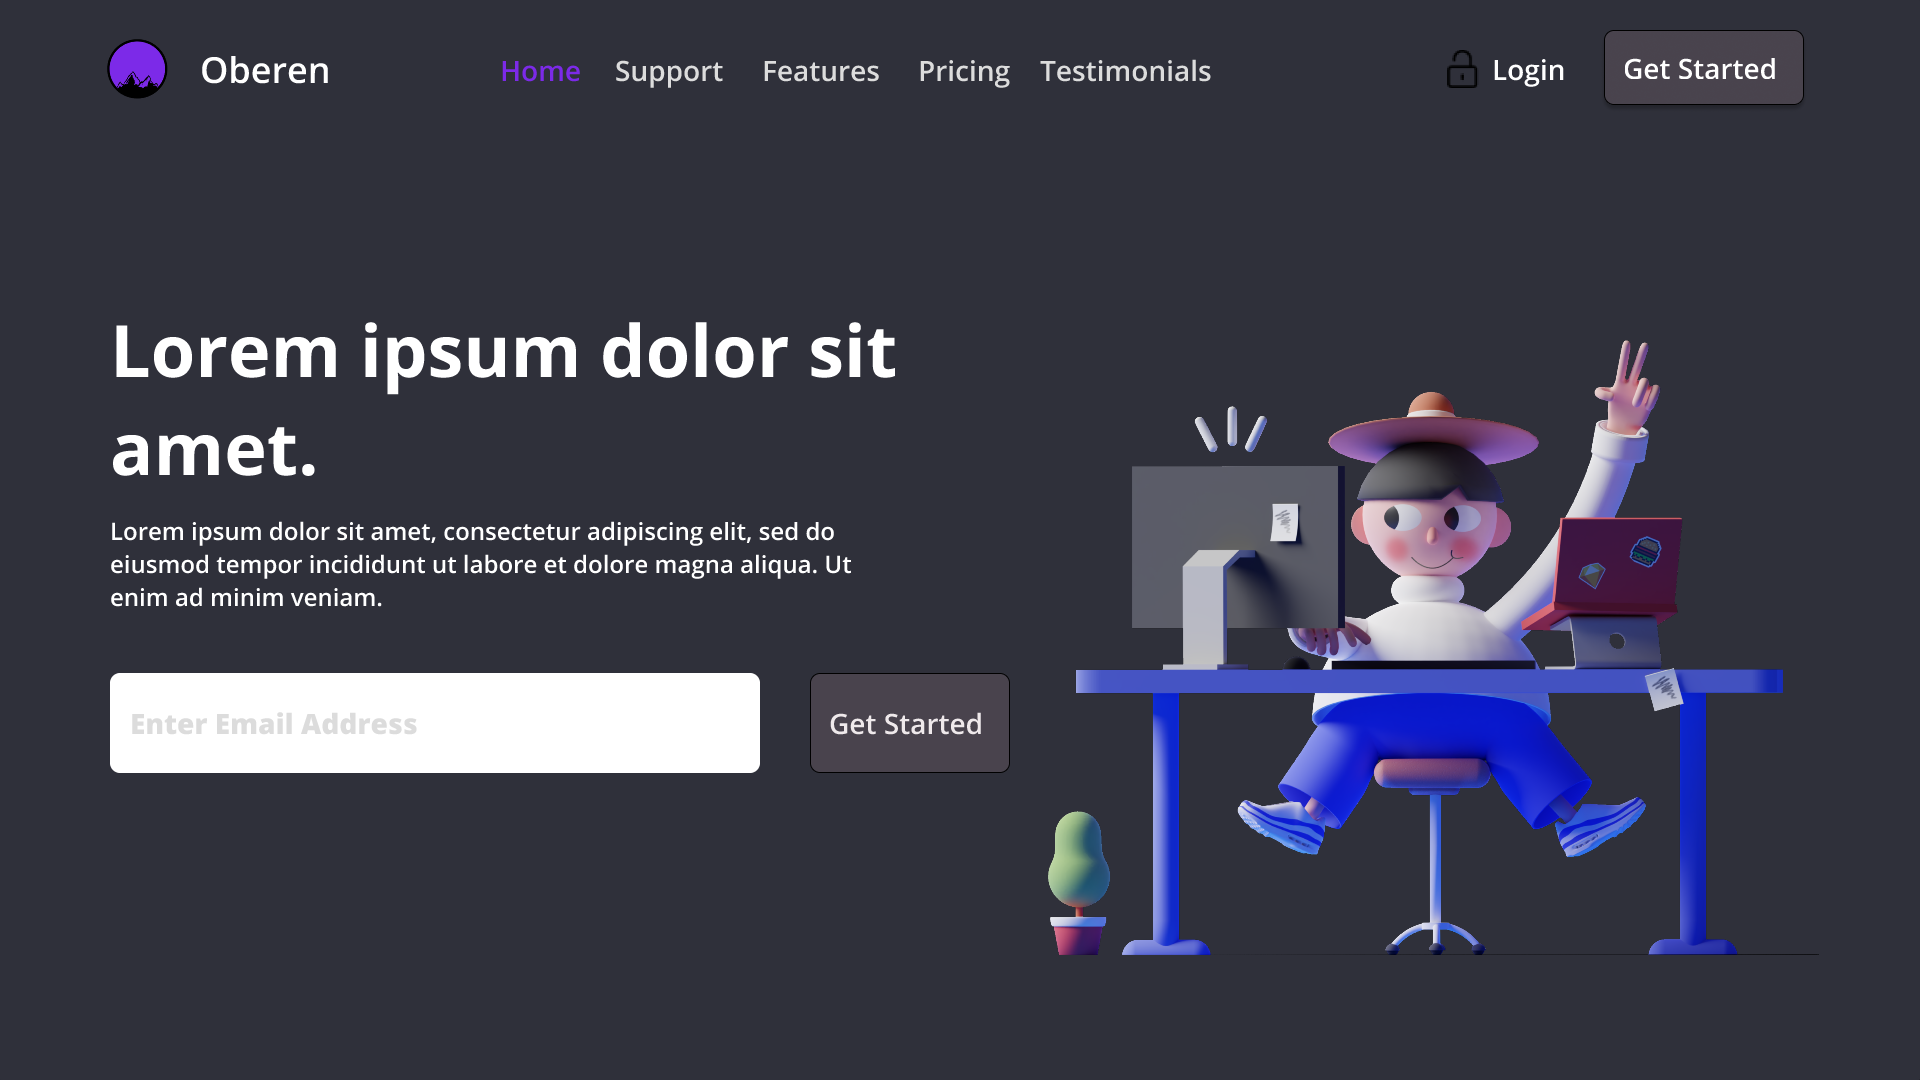 Oberen
Home Support Features Pricing Testimonials
Login
Get Started
Lorem ipsum dolor sit
amet.
Lorem ipsum dolor sit amet, consectetur adipiscing elit, sed do
eiusmod tempor incididunt ut labore et dolore magna aliqua. Ut
enim ad minim veniam.
Enter Email Address
Get Started